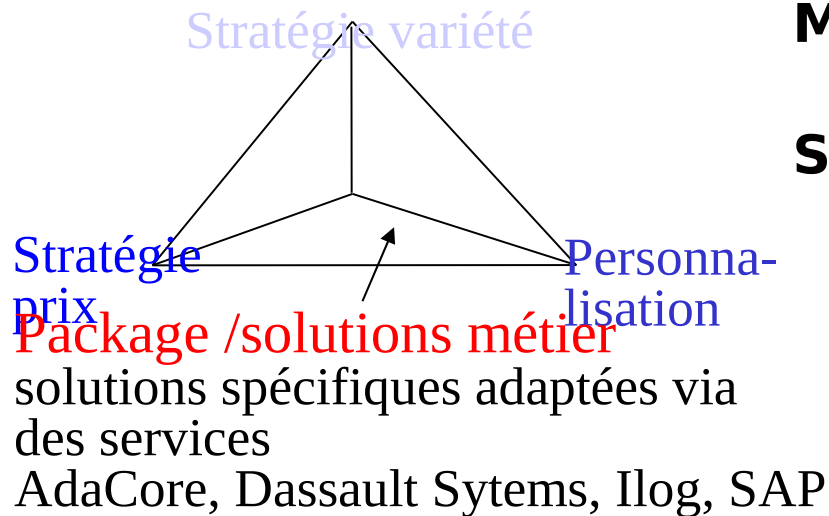 Stratégie variété
M
S
Stratégie
prix
Personna-
lisation
Package /solutions métier
solutions spécifiques adaptées via
des services
AdaCore, Dassault Sytems, Ilog, SAP